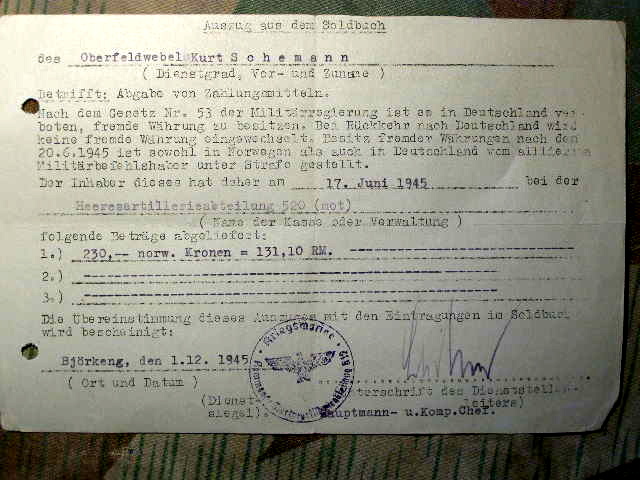 Auszug aus dem Soldbuch
des Oberfeldwebels Kurt S c h e m a n n
( Dienstgrad, Vor- und Zuname )
Betrifft: Abgabe von Zahlungsmitteln.
Nach dem Gesetz Nr. 53 der Militärregierung ist es in Deutschland ver-
boten, fremde Währung zu besitzen. Bei Rückkehr nach Deutschland wird
keine fremde Währung eingewechselt. Besitz fremder Währungen nach dem
20.6.1945 ist sowohl in Norwegen als auch in Deutschland vom alliierten
Militärbefehlshaber unter Strafe gestellt.
Der Inhaber dieses hat daher am 17. Juni 1945 bei der
Heeresartillerieabteilung 520 (mot)
( Name der Kasse oder Verwaltung )
folgende Beträge abgeliefert:
1.) 230,-- norw. Kronen = 131,10 RM.
2.)
3.)
Die Übereinstimmung dieses Auszuges mit den Eintragungen im Soldbuch
wird bescheinigt:
Kriegsmarine
Björkeng, den 1.12. 1945
( Ort und Datum )
Unterschrift des Dienststellen-
(Dienst- leiters)
siegel). Hauptmann- u.Komp.Chef.